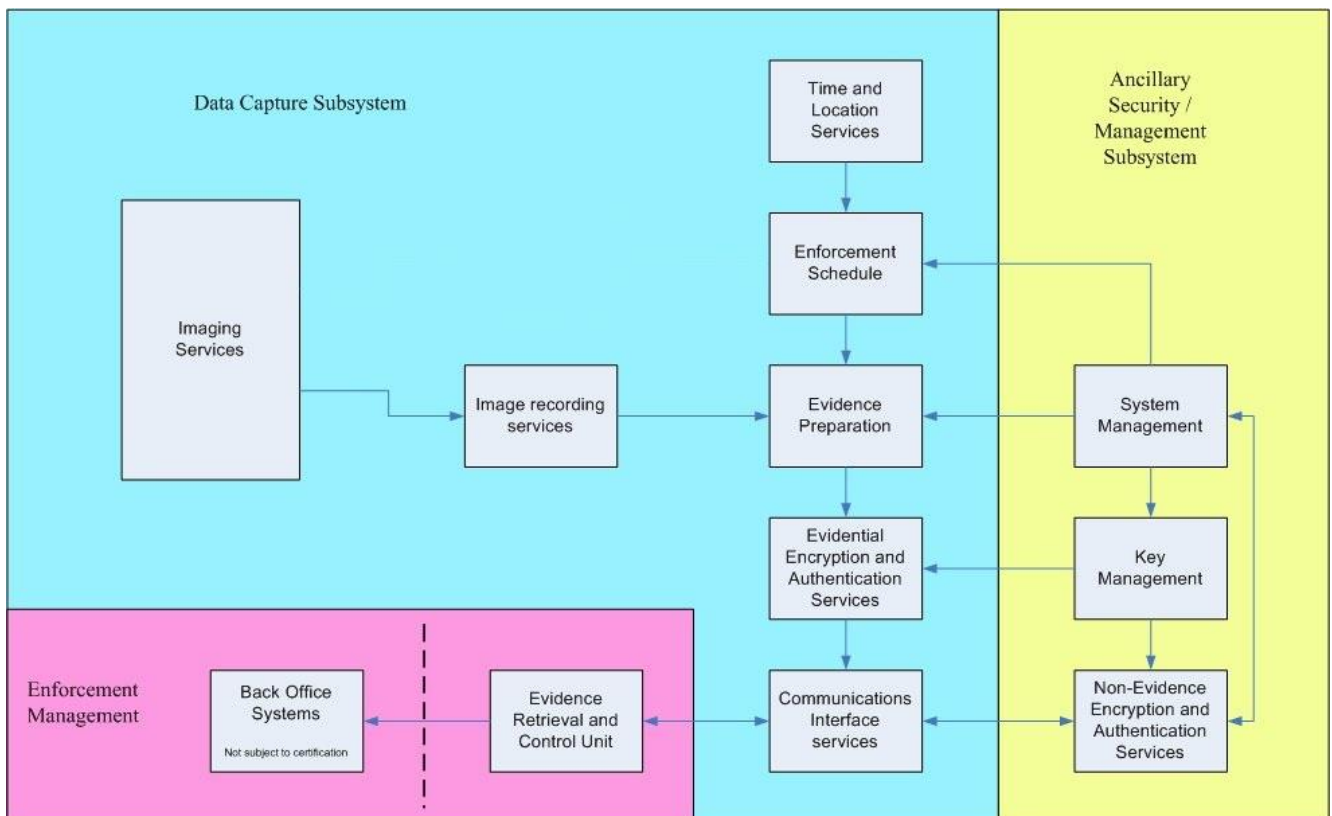 Data Capture Subsystem
Time and
Location
Services
Ancillary
Security /
Management
Subsystem
Imaging
Services
Enforcement
Schedule
Image recording
services
Evidence
Preparation
System
Management
Evidential
Encryption and
Authentication
Services
Key
Management
Enforcement
Management
Back Office
Systems
Not subject to certification
Evidence
Retrieval and
Control Unit
Communications
Interface
services
Non-Evidence
Encryption and
Authentication
Services